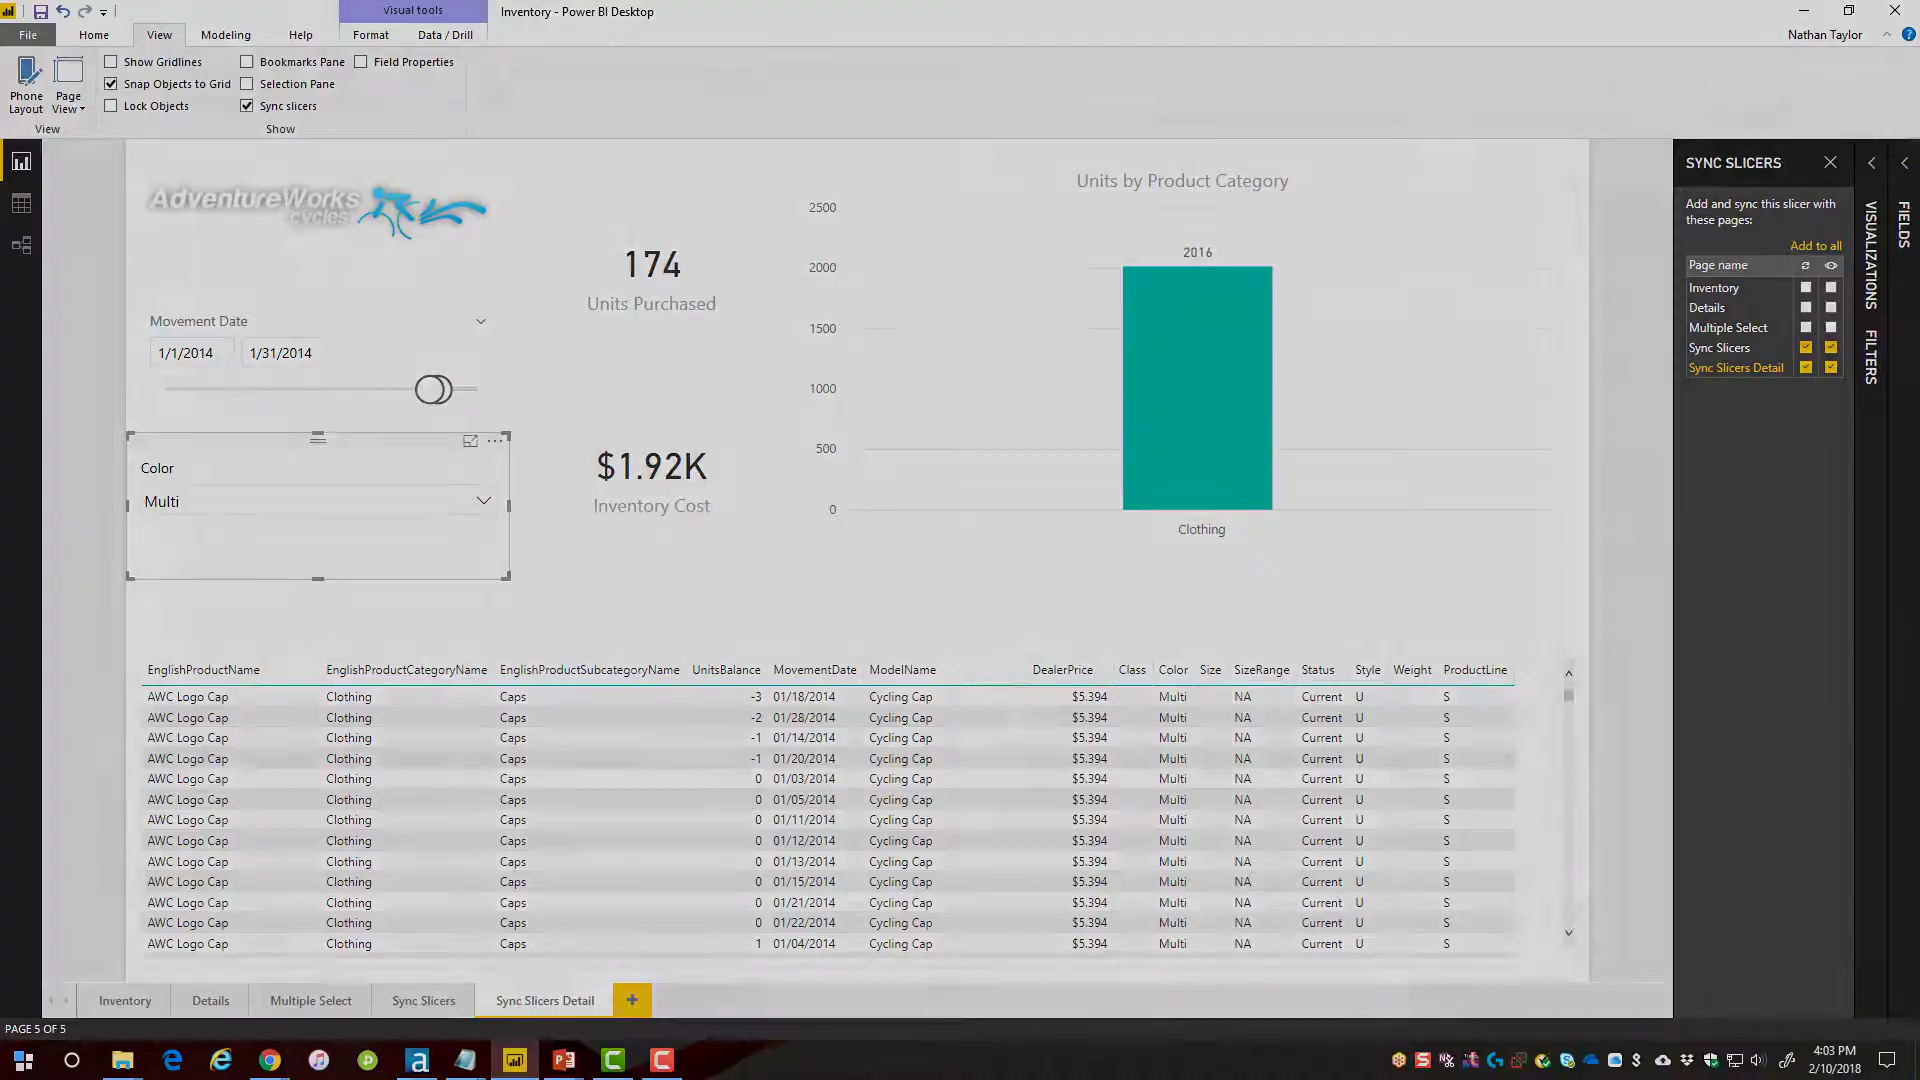 Visual tools
Inventory - Power BI Desktop
File Home View Modeling Help Format Data / Drill
Nathan Taylor
Show Gridlines Bookmarks Pane Field Properties
Snap Objects to Grid Selection Pane
Lock Objects Sync slicers
Phone Layout
Page View
View
Show
AdventureWorks
cycles
Movement Date
1/1/2014 1/31/2014
Color
Multi
174
Units Purchased
$1.92K
Inventory Cost
Units by Product Category
2500
2000
1500
1000
500
0
2016
Clothing
EnglishProductName EnglishProductCategoryName EnglishProductSubcategoryName UnitsBalance MovementDate ModelName DealerPrice Class Color Size SizeRange Status Style Weight ProductLine
AWC Logo Cap Clothing Caps -3 01/18/2014 Cycling Cap $5.394 Multi NA Current U S
AWC Logo Cap Clothing Caps -2 01/28/2014 Cycling Cap $5.394 Multi NA Current U S
AWC Logo Cap Clothing Caps -1 01/14/2014 Cycling Cap $5.394 Multi NA Current U S
AWC Logo Cap Clothing Caps -1 01/20/2014 Cycling Cap $5.394 Multi NA Current U S
AWC Logo Cap Clothing Caps 0 01/03/2014 Cycling Cap $5.394 Multi NA Current U S
AWC Logo Cap Clothing Caps 0 01/05/2014 Cycling Cap $5.394 Multi NA Current U S
AWC Logo Cap Clothing Caps 0 01/11/2014 Cycling Cap $5.394 Multi NA Current U S
AWC Logo Cap Clothing Caps 0 01/12/2014 Cycling Cap $5.394 Multi NA Current U S
AWC Logo Cap Clothing Caps 0 01/13/2014 Cycling Cap $5.394 Multi NA Current U S
AWC Logo Cap Clothing Caps 0 01/15/2014 Cycling Cap $5.394 Multi NA Current U S
AWC Logo Cap Clothing Caps 0 01/21/2014 Cycling Cap $5.394 Multi NA Current U S
AWC Logo Cap Clothing Caps 0 01/22/2014 Cycling Cap $5.394 Multi NA Current U S
AWC Logo Cap Clothing Caps 1 01/04/2014 Cycling Cap $5.394 Multi NA Current U S
SYNC SLICERS
Add and sync this slicer with
these pages:
Add to all
Page name
Inventory
Details
Multiple Select
Sync Slicers
Sync Slicers Detail
VISUALIZATIONS
FILTERS
FIELDS
Inventory Details Multiple Select Sync Slicers Sync Slicers Detail +
PAGE 5 OF 5
4:03 PM
2/10/2018